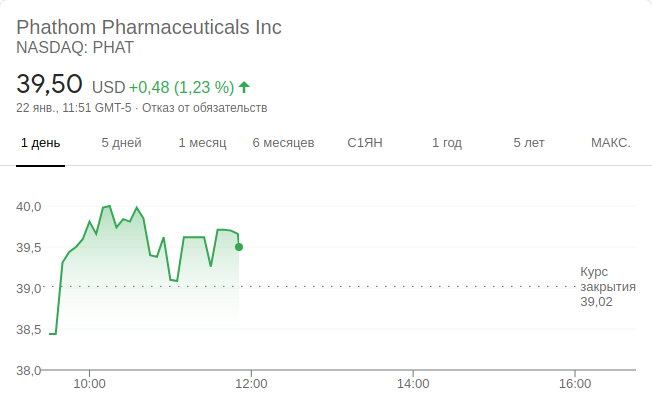 Phathom Pharmaceuticals Inc
NASDAQ: PHAT
39,50 USD +0,48 (1,23 %)
22 янв., 11:51 GMT-5 · Отказ от обязательств
1 день 5 дней 1 месяц 6 месяцев С1ЯН 1 год 5 лет МАКС.
40,0
39,5
39,0
38,5
38,0
Курс
закрытия
39,02
10:00 12:00 14:00 16:00